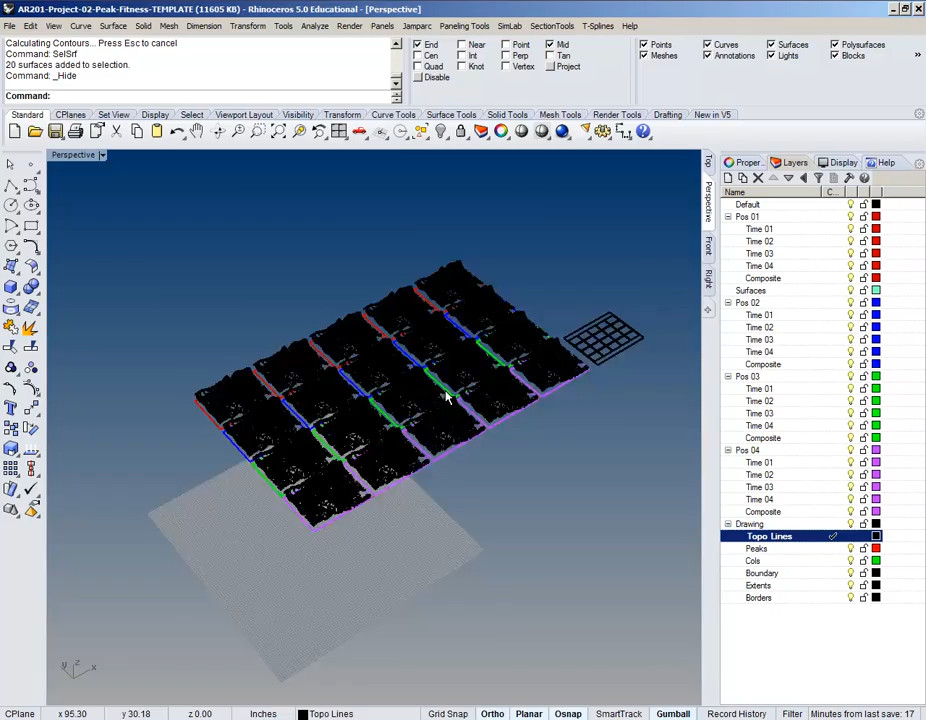 AR201-Project-02-Peak-Fitness-TEMPLATE (11605 KB) - Rhinoceros 5.0 Educational - [Perspective]
File Edit View Curve Surface Solid Mesh Dimension Transform Tools Analyze Render Panels Jamparc Paneling Tools SimLab SectionTools T-Splines Help
Calculating Contours... Press Esc to cancel
Command: SelSrf
20 surfaces added to selection.
Command: _Hide
Command:
End Near Point Mid
Cen Int Perp Tan
Quad Knot Vertex Project
Disable
Points Curves Surfaces Polysurfaces
Meshes Annotations Lights Blocks
Standard CPlanes Set View Display Select Viewport Layout Visibility Transform Curve Tools Surface Tools Solid Tools Mesh Tools Render Tools Drafting New in V5
Perspective
Top
Perspective
Front
Right
Proper... Layers Display Help
Name C...
Default
Pos 01
Time 01
Time 02
Time 03
Time 04
Composite
Surfaces
Pos 02
Time 01
Time 02
Time 03
Time 04
Composite
Pos 03
Time 01
Time 02
Time 03
Time 04
Composite
Pos 04
Time 01
Time 02
Time 03
Time 04
Composite
Drawing
Topo Lines
Peaks
Cols
Boundary
Extents
Borders
y z x
CPlane x 95.30 y 30.18 z 0.00 Inches Topo Lines Grid Snap Ortho Planar Osnap SmartTrack Gumball Record History Filter Minutes from last save: 17